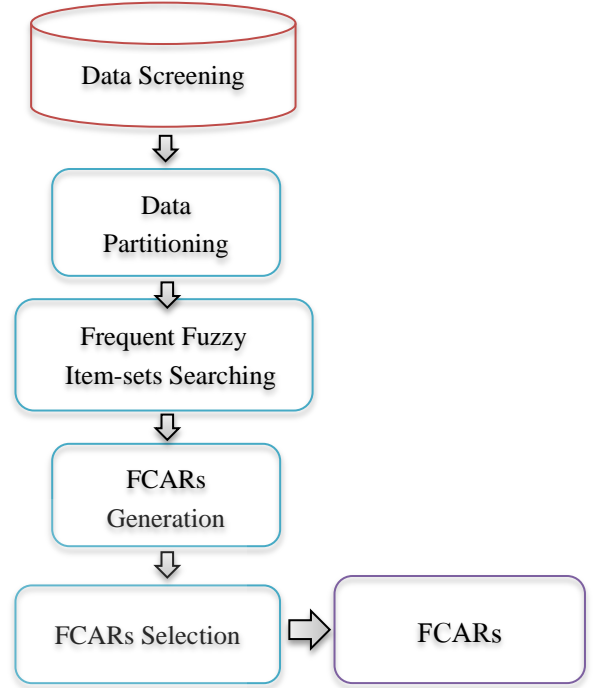 Data Screening
Data
Partitioning
Frequent Fuzzy
Item-sets Searching
FCARs
Generation
FCARs Selection
FCARs